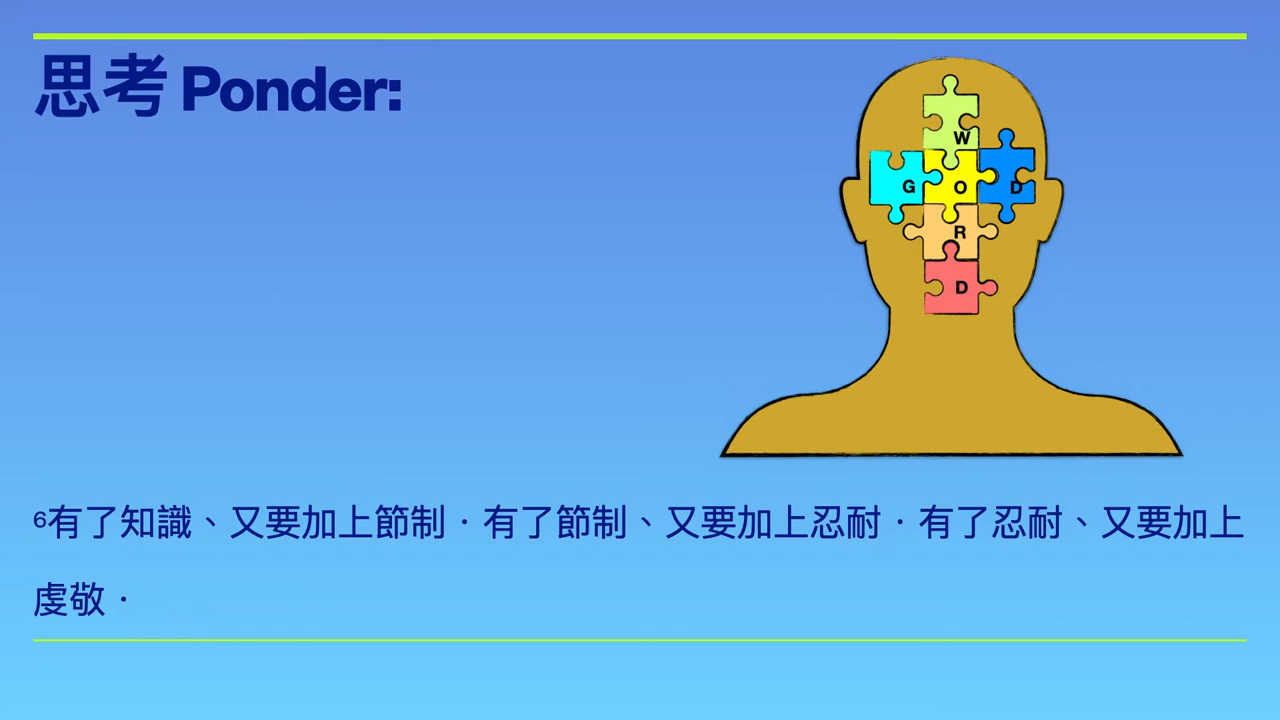 思考 Ponder:
W
G O D
R
D
6有了知識、又要加上節制．有了節制、又要加上忍耐．有了忍耐、又要加上
虔敬．